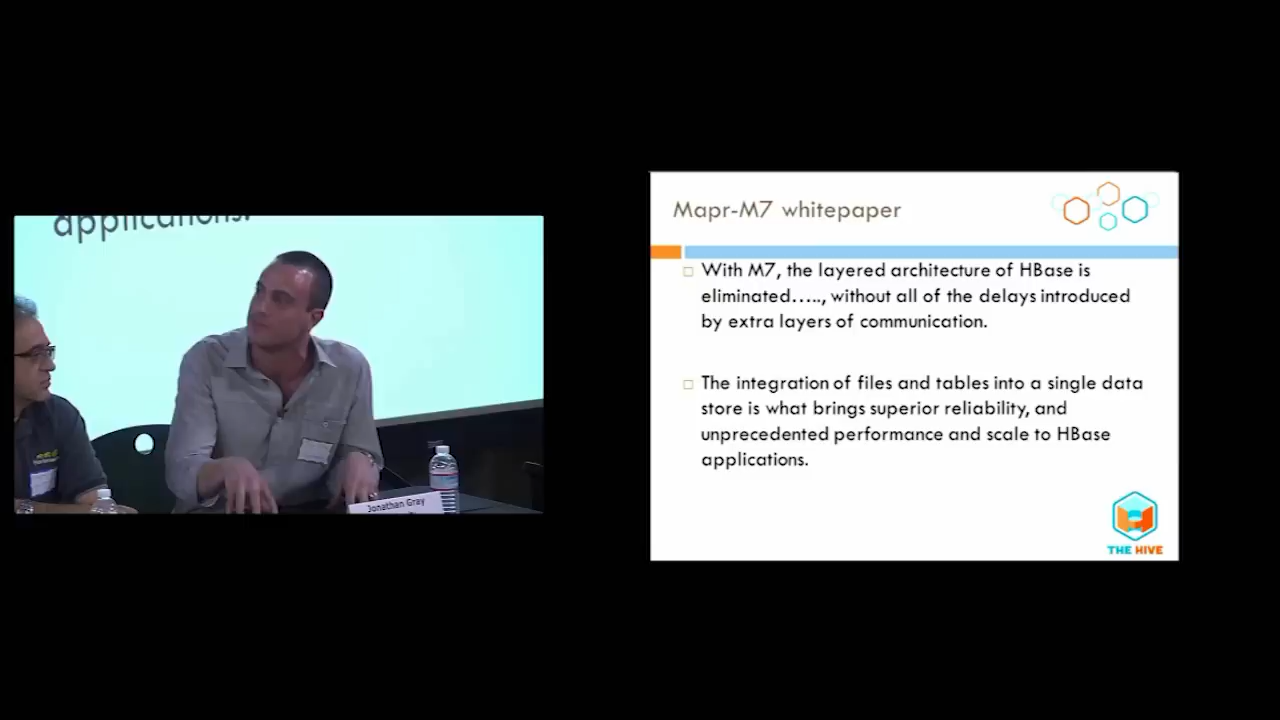 applications.
Jonathan Gray
Mapr-M7 whitepaper
With M7, the layered architecture of HBase is
eliminated….., without all of the delays introduced
by extra layers of communication.
The integration of files and tables into a single data
store is what brings superior reliability, and
unprecedented performance and scale to HBase
applications.
THE HIVE